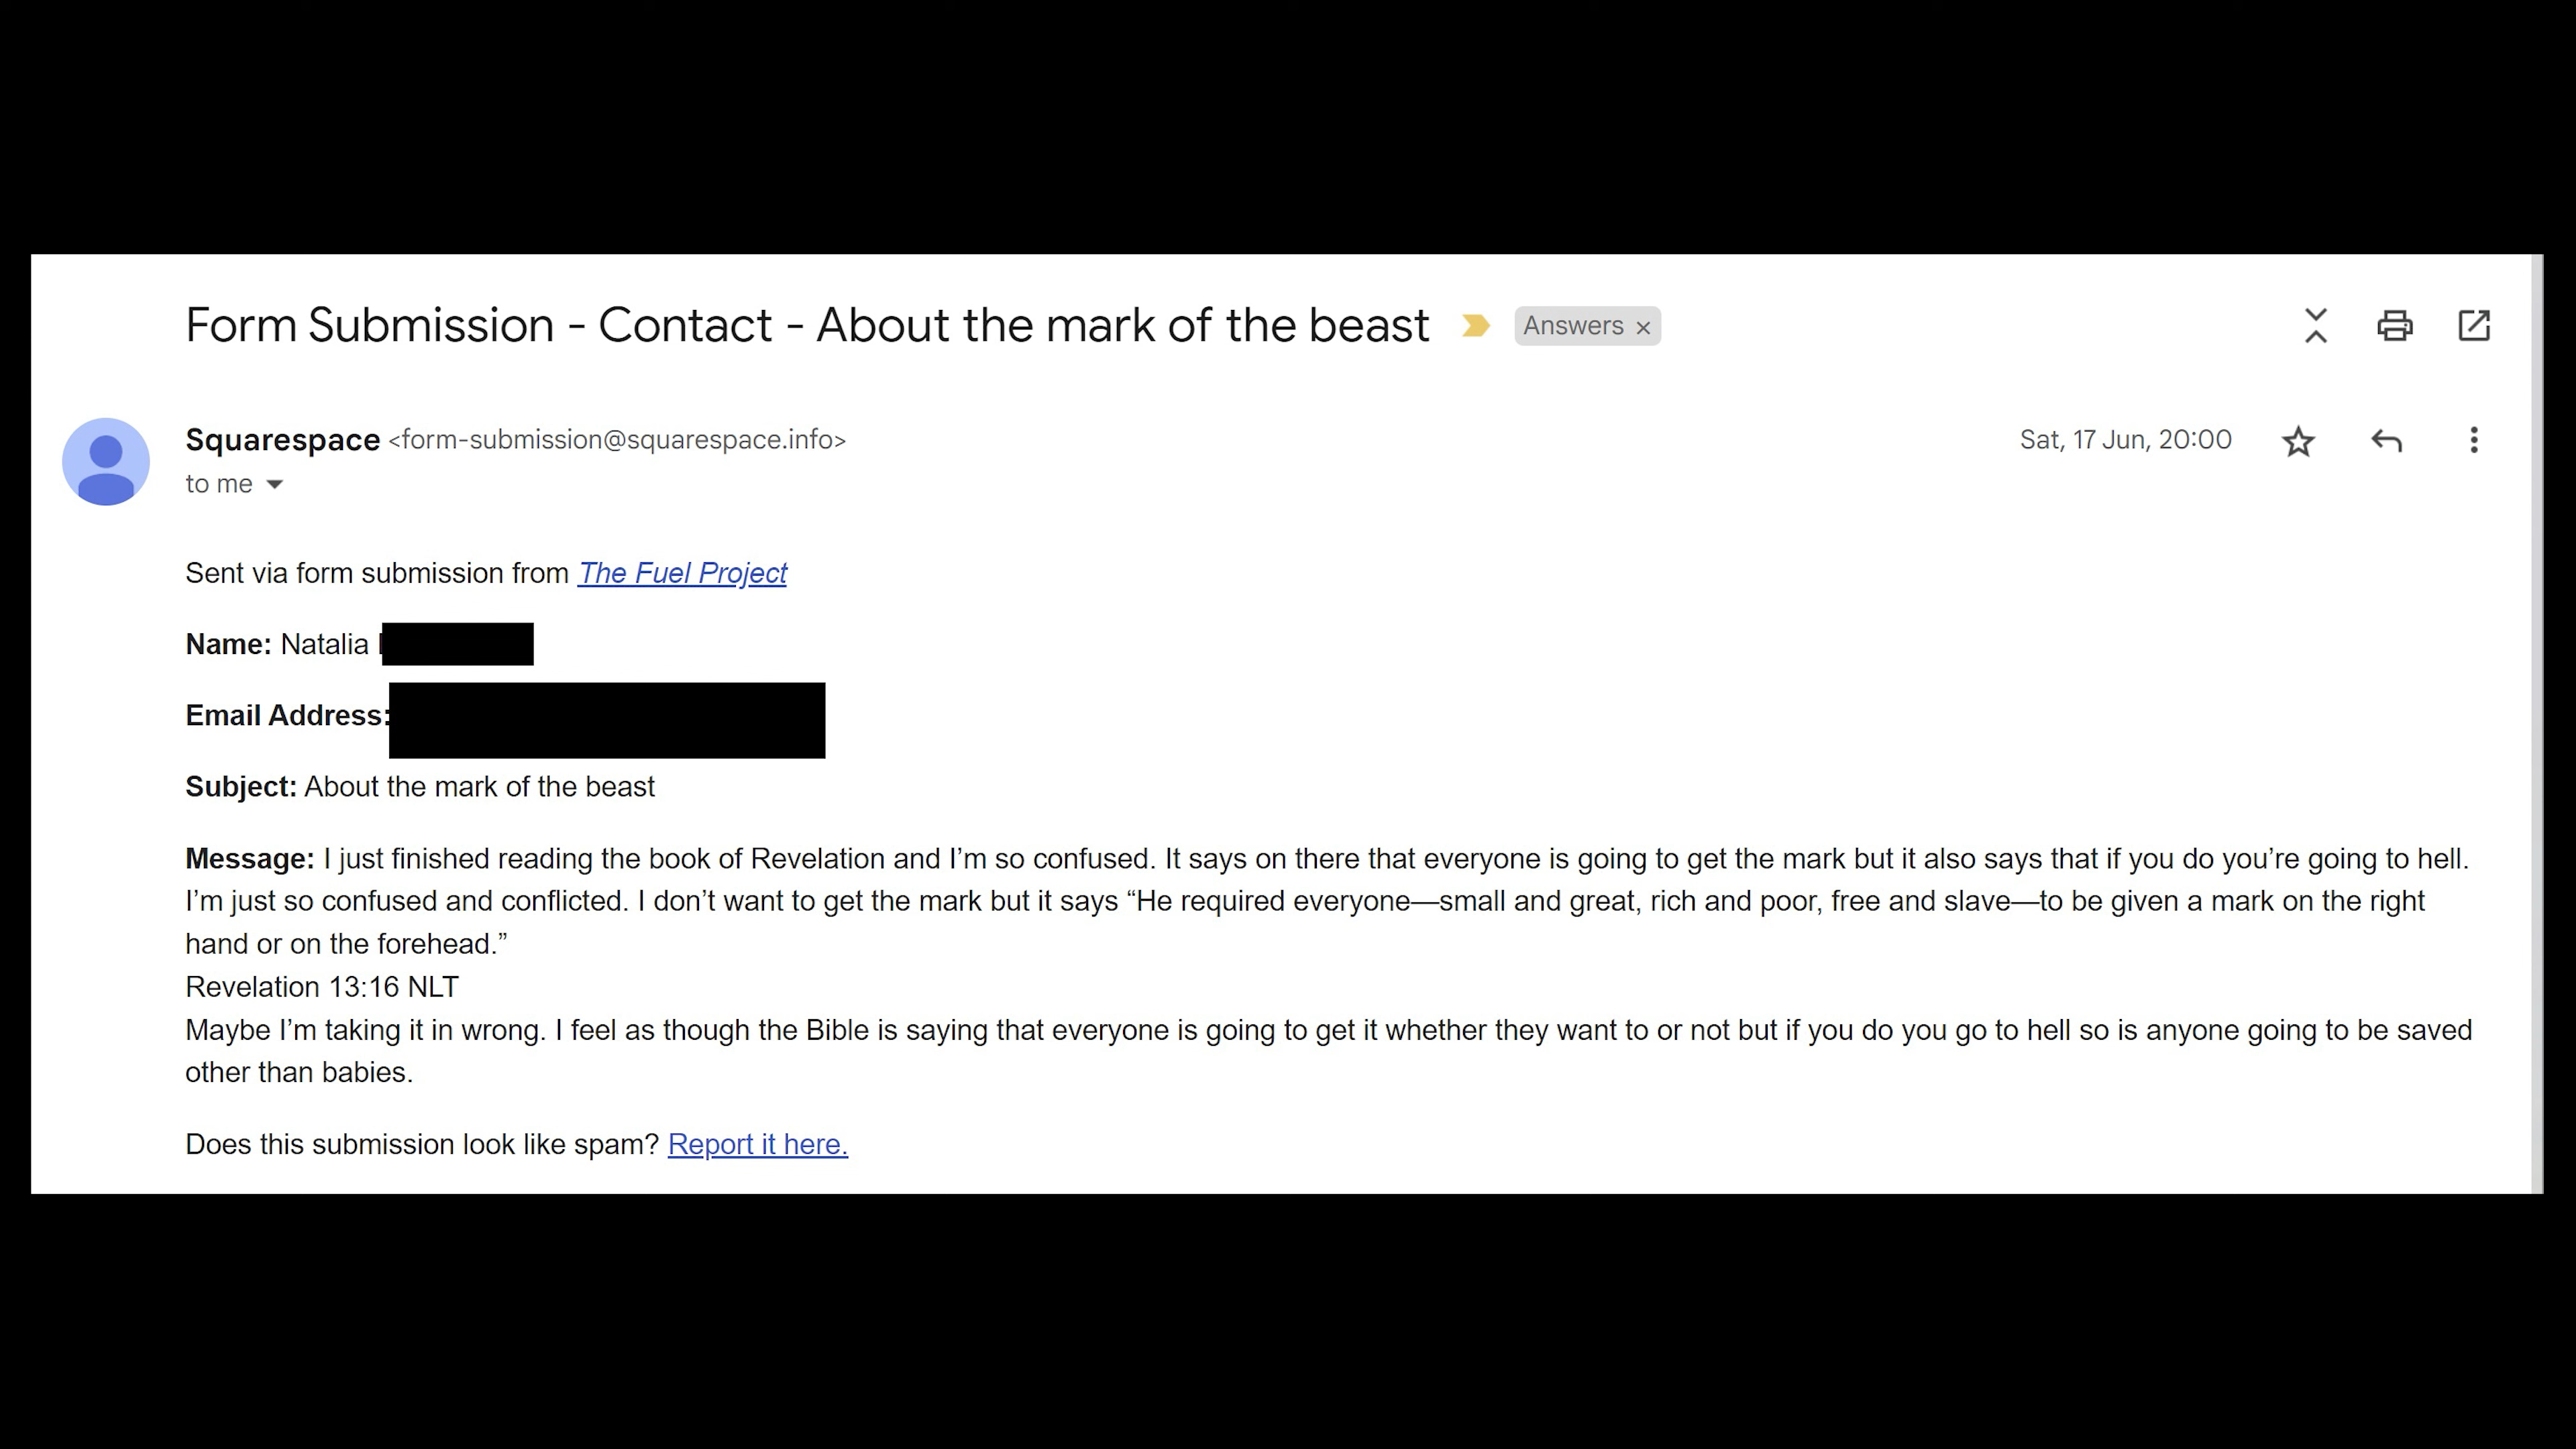 Form Submission - Contact - About the mark of the beast Answers ×
Squarespace <form-submission@squarespace.info> Sat, 17 Jun, 20:00
to me
Sent via form submission from The Fuel Project
Name: Natalia
Email Address:
Subject: About the mark of the beast
Message: I just finished reading the book of Revelation and I’m so confused. It says on there that everyone is going to get the mark but it also says that if you do you’re going to hell.
I’m just so confused and conflicted. I don’t want to get the mark but it says “He required everyone—small and great, rich and poor, free and slave—to be given a mark on the right
hand or on the forehead.”
Revelation 13:16 NLT
Maybe I’m taking it in wrong. I feel as though the Bible is saying that everyone is going to get it whether they want to or not but if you do you go to hell so is anyone going to be saved
other than babies.
Does this submission look like spam? Report it here.